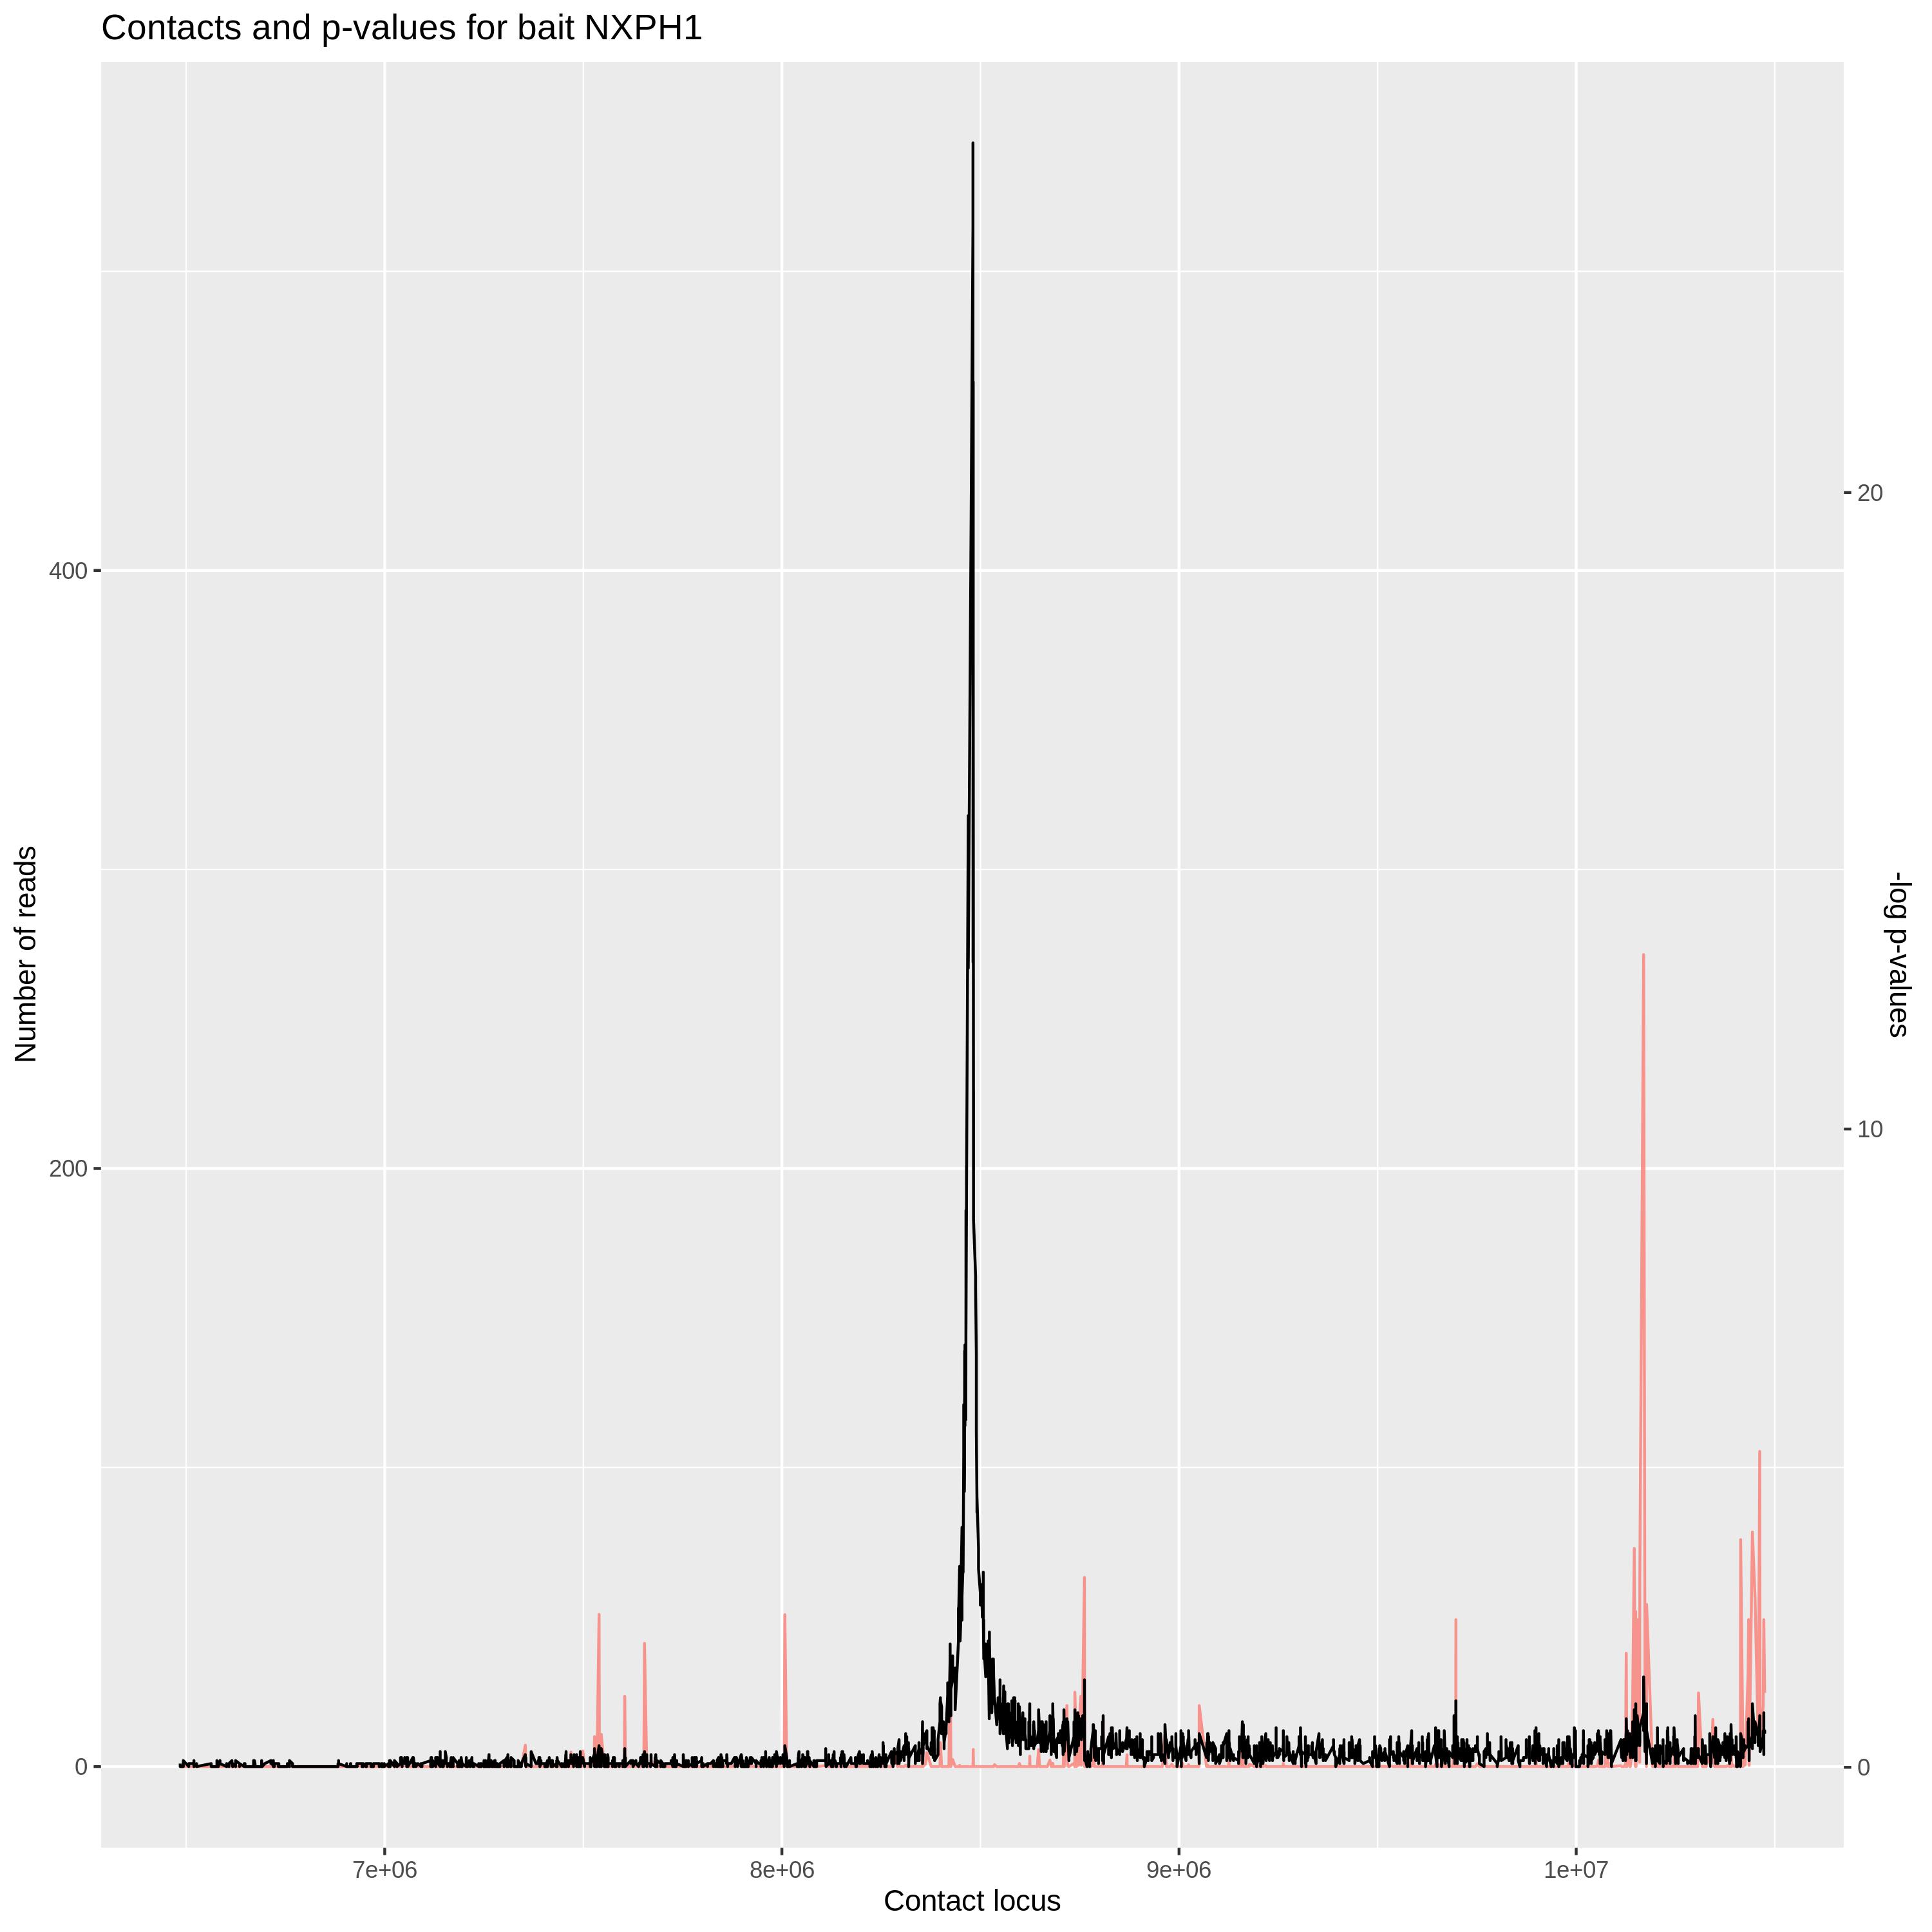 Contacts and p-values for bait NXPH1
Number of reads
400
200
0
20
10
0
-log p-values
7e+06
8e+06
9e+06
1e+07
Contact locus